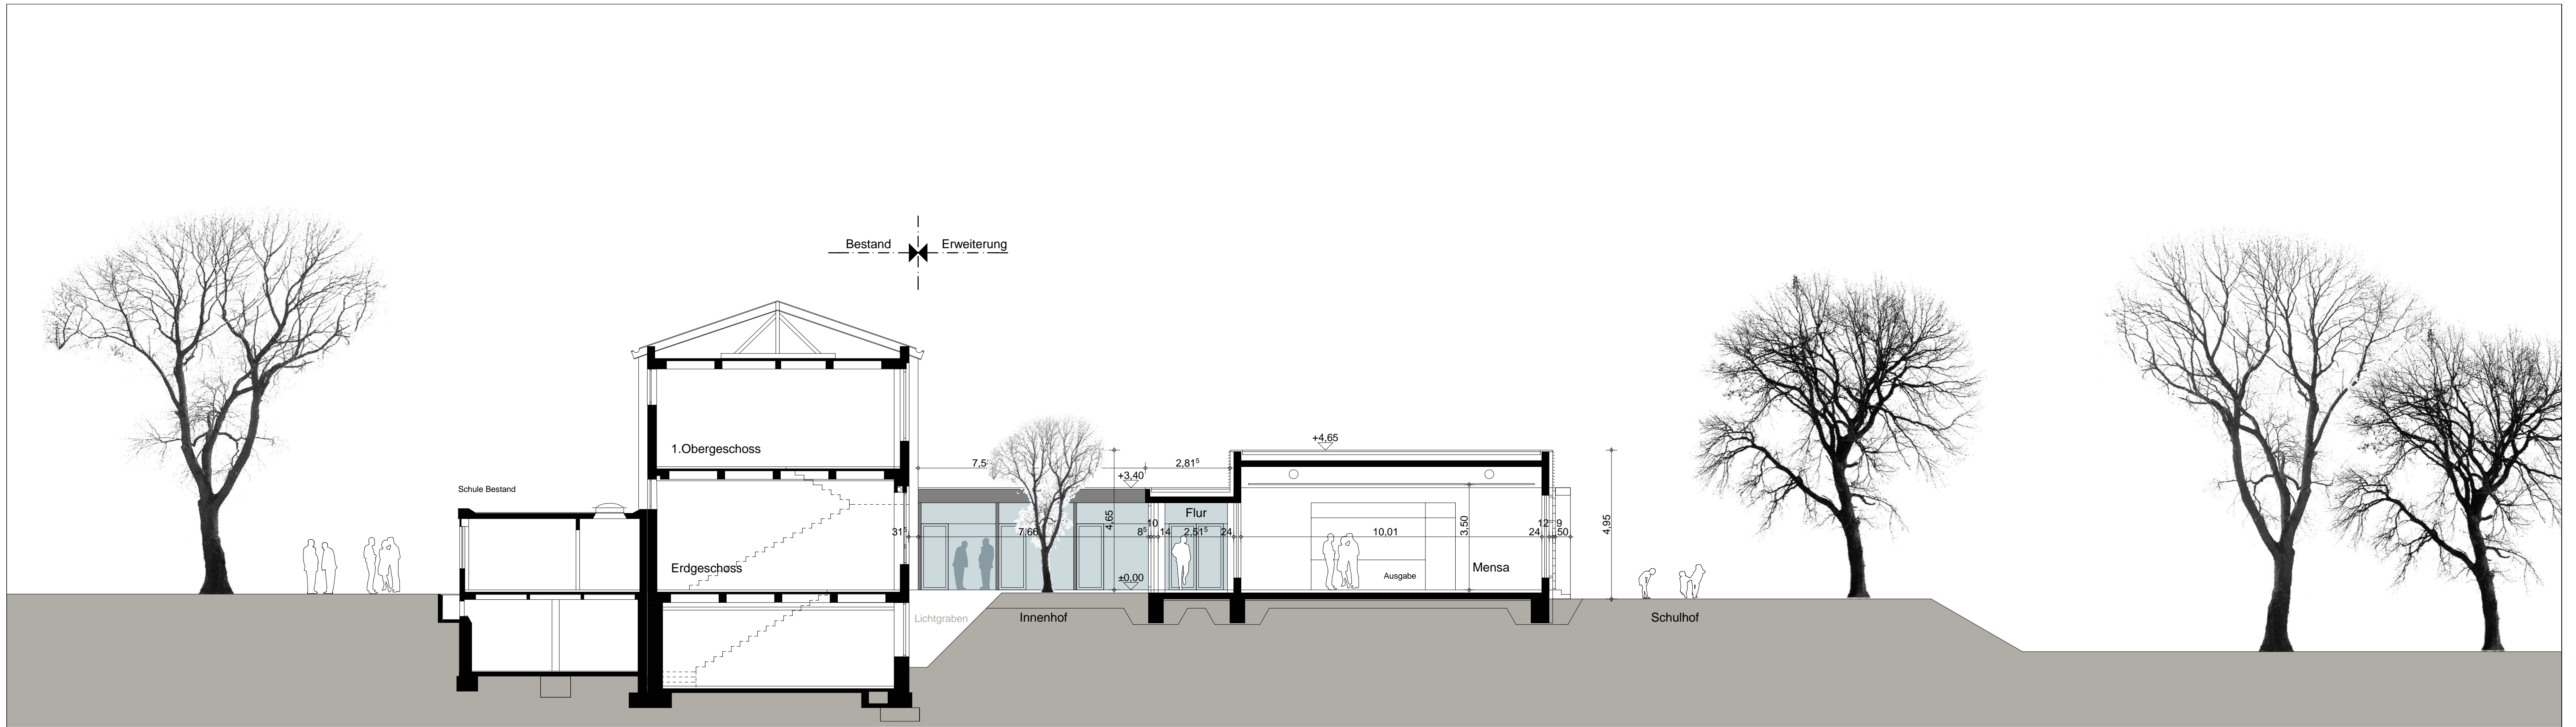 Bestand Erweiterung
+4,65
1.Obergeschoss
7,5 2,81⁵
+3,40
Schule Bestand
4,65 3,50 4,95
Flur
10 12⁵ 9
31⁵ 7,66 8⁵ 14 2,51⁵ 24 10,01 24 50
Erdgeschoss Mensa
±0,00 Ausgabe
Lichtgraben Innenhof Schulhof